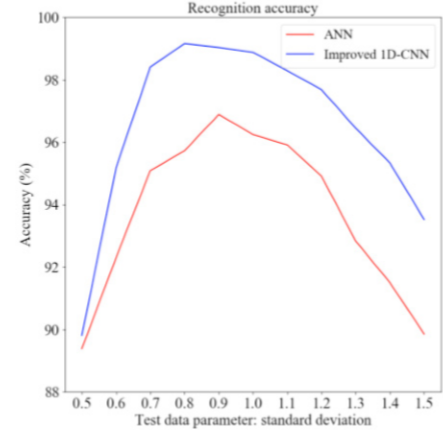 Recognition accuracy
ANN
Improved 1D-CNN
Accuracy (%)
100
98
96
94
92
90
88
0.5 0.6 0.7 0.8 0.9 1.0 1.1 1.2 1.3 1.4 1.5
Test data parameter: standard deviation